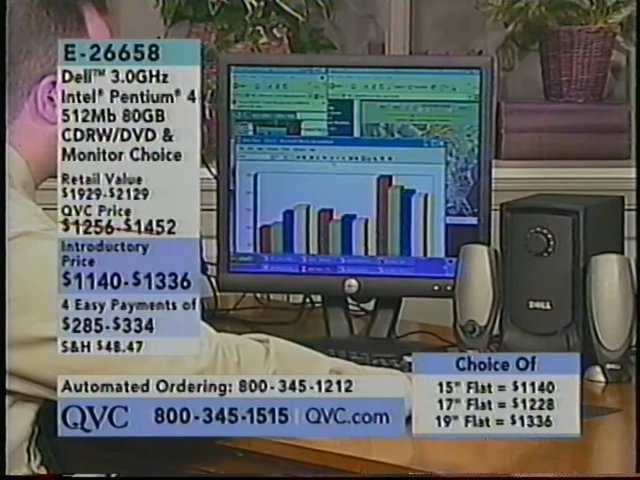 E-26658
Dell™ 3.0GHz
Intel® Pentium® 4
512Mb 80GB
CDRW/DVD &
Monitor Choice
Retail Value
$1929-$2129
QVC Price
$1256-$1452
Introductory
Price
$1140-$1336
4 Easy Payments of
$285-$334
S&H $48.47
DELL
Choice Of
15" Flat = $1140
17" Flat = $1228
19" Flat = $1336
Automated Ordering: 800-345-1212
QVC 800-345-1515 | QVC.com